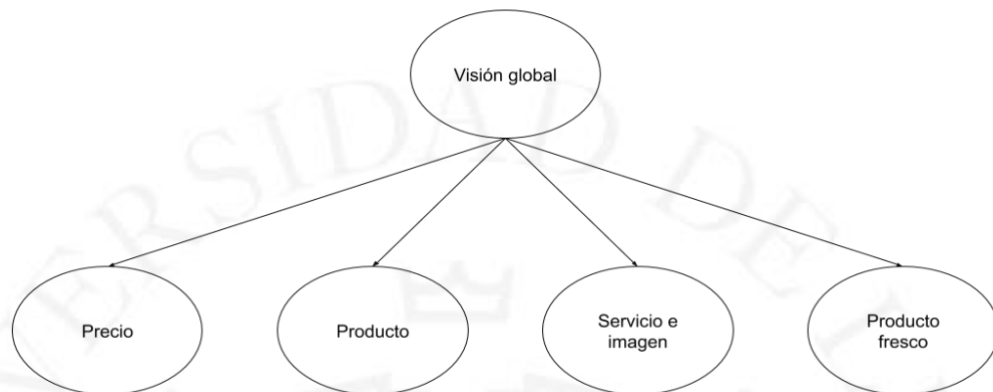 Visión global
Precio
Producto
Servicio e
imagen
Producto
fresco